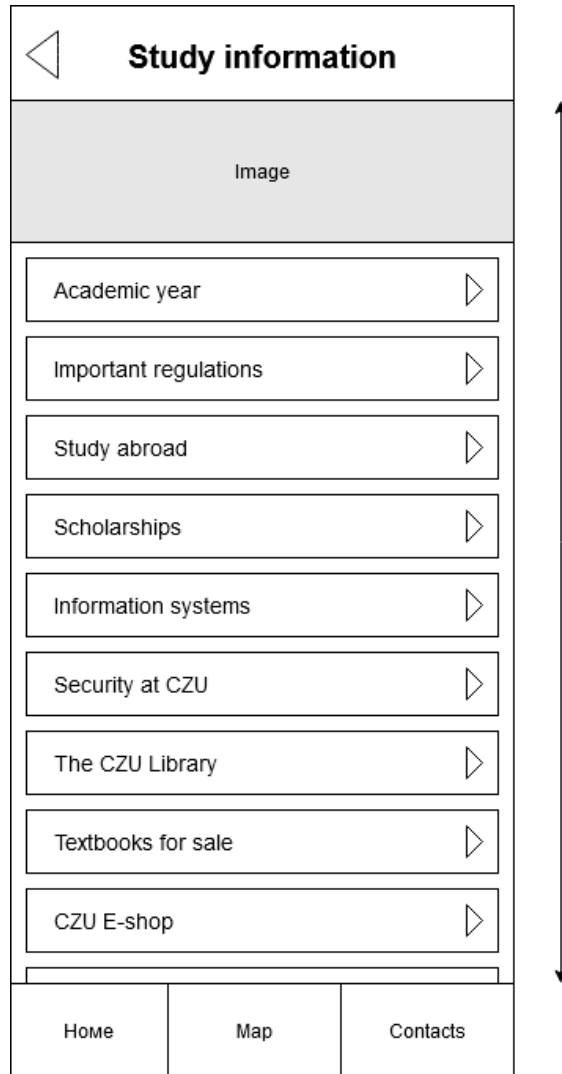 Study information
Image
Academic year
Important regulations
Study abroad
Scholarships
Information systems
Security at CZU
The CZU Library
Textbooks for sale
CZU E-shop
Номе
Map
Contacts